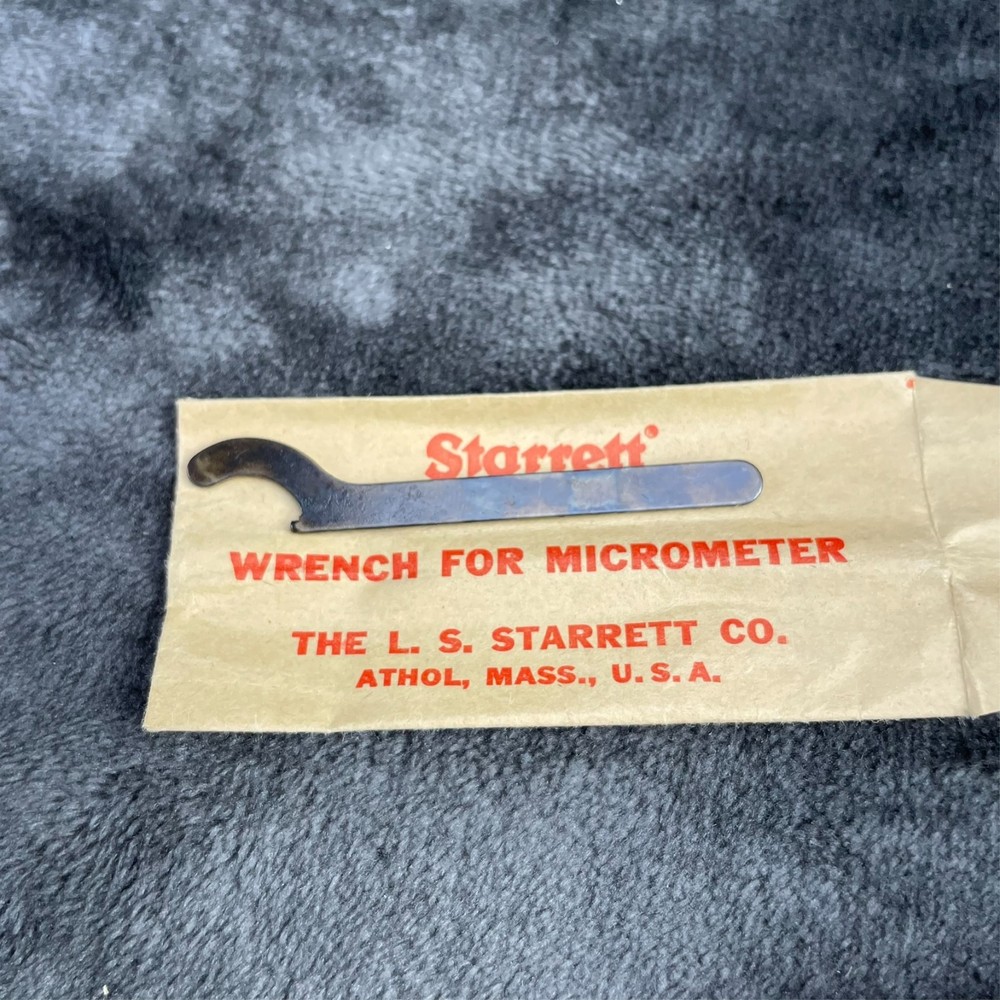 Starrett®
WRENCH FOR MICROMETER
THE L. S. STARRETT CO.
ATHOL, MASS., U. S. A.